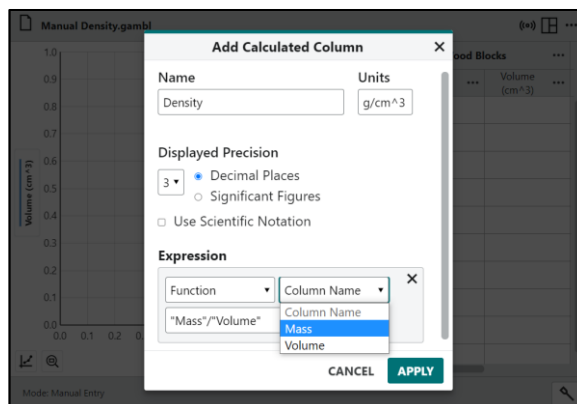 Manual Density.gambl
Add Calculated Column
Name
Units
Density
g/cm^3
Displayed Precision
3
Decimal Places
Significant Figures
Use Scientific Notation
Expression
Function
Column Name
"Mass"/"Volume"
Column Name
Mass
Volume
CANCEL
APPLY
1.0
0.9
0.8
0.7
0.6
0.5
0.4
0.3
0.2
0.1
0.0
Volume (cm^3)
0.0 0.1 0.2
Blocks
Volume
(cm^3)
Mode: Manual Entry